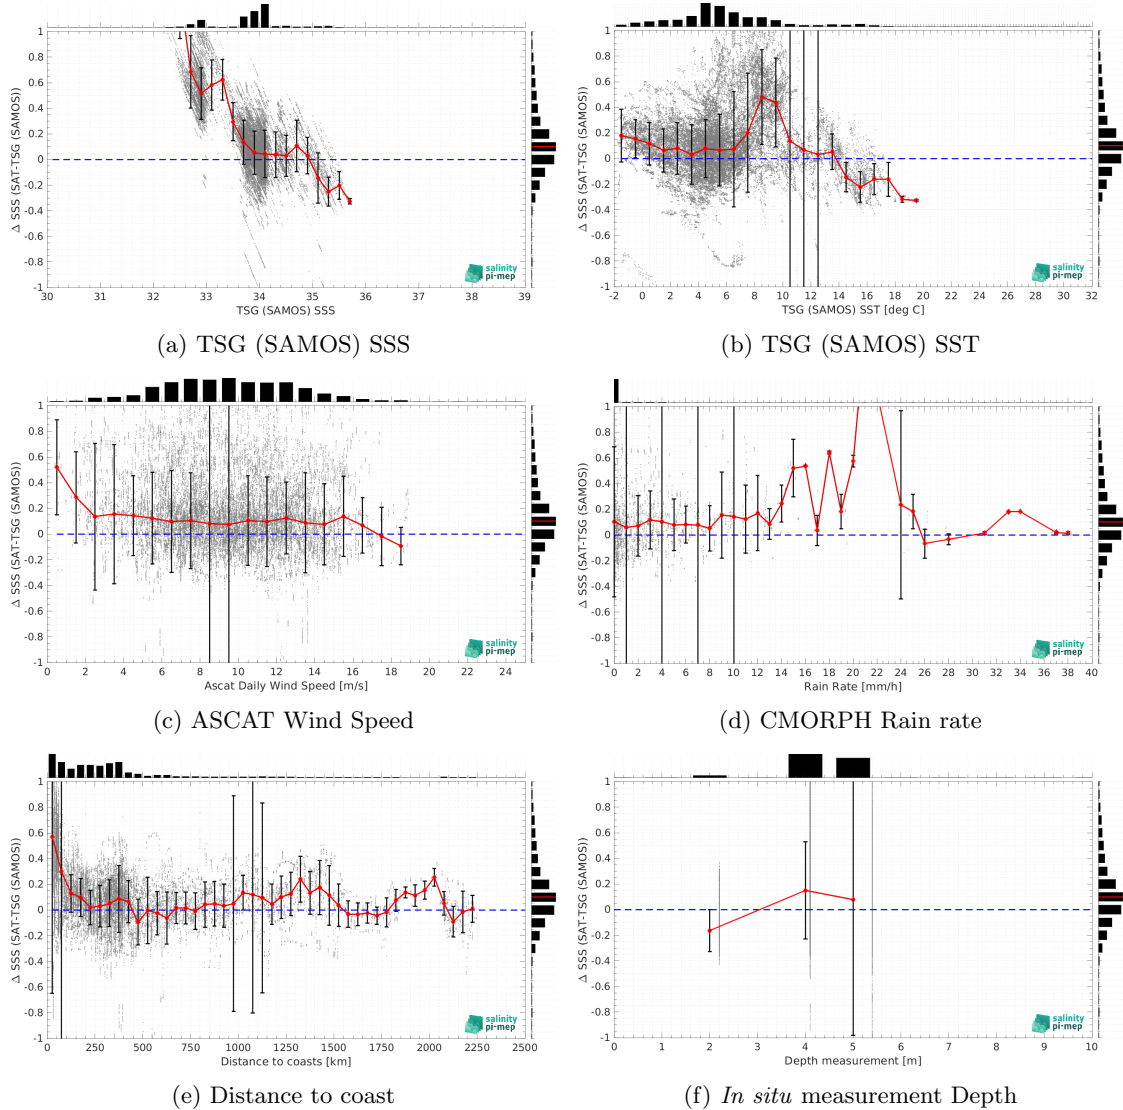 Δ SSS (SAT-TSG (SAMOS))
1
0.8
0.6
0.4
0.2
0
-0.2
-0.4
-0.6
-0.8
-1
30 31 32 33 34 35 36 37 38 39
TSG (SAMOS) SSS
salinity
pi-mep
(a) TSG (SAMOS) SSS
Δ SSS (SAT-TSG (SAMOS))
1
0.8
0.6
0.4
0.2
0
-0.2
-0.4
-0.6
-0.8
-1
-2 0 2 4 6 8 10 12 14 16 18 20 22 24 26 28 30 32
TSG (SAMOS) SST [deg C]
salinity
pi-mep
(b) TSG (SAMOS) SST
Δ SSS (SAT-TSG (SAMOS))
1
0.8
0.6
0.4
0.2
0
-0.2
-0.4
-0.6
-0.8
-1
0 2 4 6 8 10 12 14 16 18 20 22 24
Ascat Daily Wind Speed [m/s]
salinity
pi-mep
(c) ASCAT Wind Speed
Δ SSS (SAT-TSG (SAMOS))
1
0.8
0.6
0.4
0.2
0
-0.2
-0.4
-0.6
-0.8
-1
0 2 4 6 8 10 12 14 16 18 20 22 24 26 28 30 32 34 36 38 40
Rain Rate [mm/h]
salinity
pi-mep
(d) CMORPH Rain rate
Δ SSS (SAT-TSG (SAMOS))
1
0.8
0.6
0.4
0.2
0
-0.2
-0.4
-0.6
-0.8
-1
0 250 500 750 1000 1250 1500 1750 2000 2250 2500
Distance to coasts [km]
salinity
pi-mep
(e) Distance to coast
Δ SSS (SAT-TSG (SAMOS))
1
0.8
0.6
0.4
0.2
0
-0.2
-0.4
-0.6
-0.8
-1
0 1 2 3 4 5 6 7 8 9 10
Depth measurement [m]
salinity
pi-mep
(f) In situ measurement Depth